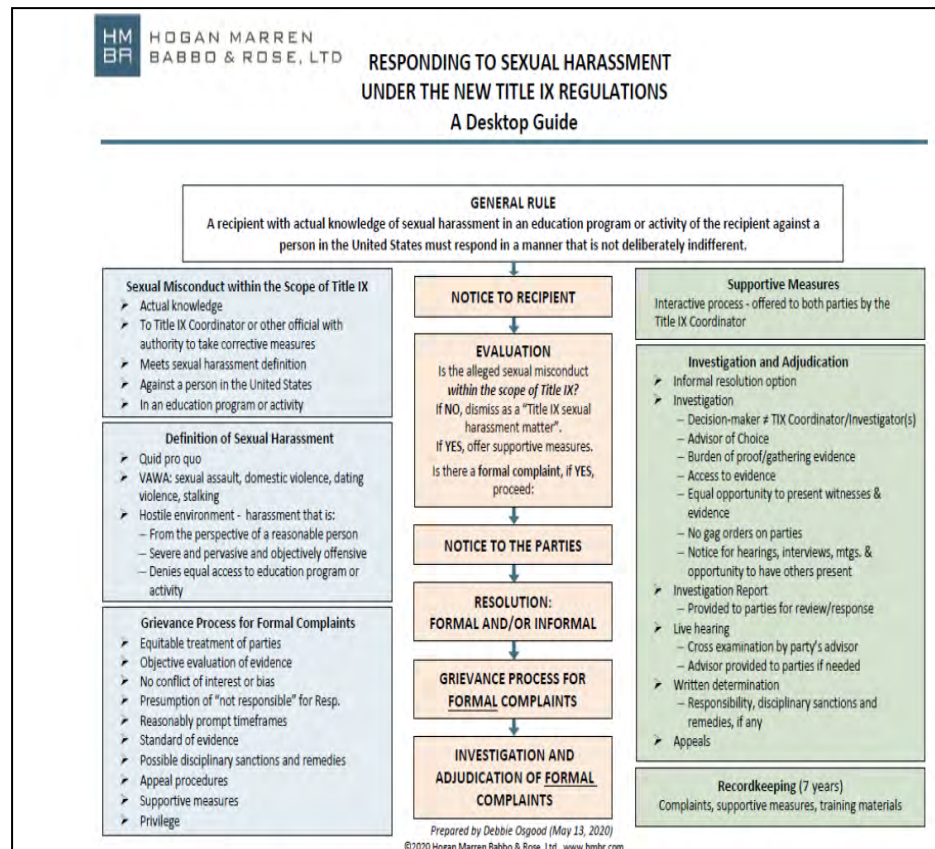 HM
BR
HOGAN MARREN
BABBO & ROSE, LTD
RESPONDING TO SEXUAL HARASSMENT
UNDER THE NEW TITLE IX REGULATIONS
A Desktop Guide
GENERAL RULE
A recipient with actual knowledge of sexual harassment in an education program or activity of the recipient against a
person in the United States must respond in a manner that is not deliberately indifferent.
Sexual Misconduct within the Scope of Title IX
➤ Actual knowledge
➤ To Title IX Coordinator or other official with
authority to take corrective measures
➤ Meets sexual harassment definition
➤ Against a person in the United States
➤ In an education program or activity
Definition of Sexual Harassment
➤ Quid pro quo
➤ VAWA: sexual assault, domestic violence, dating
violence, stalking
➤ Hostile environment - harassment that is:
– From the perspective of a reasonable person
– Severe and pervasive and objectively offensive
– Denies equal access to education program or
activity
Grievance Process for Formal Complaints
➤ Equitable treatment of parties
➤ Objective evaluation of evidence
➤ No conflict of interest or bias
➤ Presumption of "not responsible" for Resp.
➤ Reasonably prompt timeframes
➤ Standard of evidence
➤ Possible disciplinary sanctions and remedies
➤ Appeal procedures
➤ Supportive measures
➤ Privilege
NOTICE TO RECIPIENT
EVALUATION
Is the alleged sexual misconduct
within the scope of Title IX?
If NO, dismiss as a "Title IX sexual
harassment matter".
If YES, offer supportive measures.
Is there a formal complaint, if YES,
proceed:
NOTICE TO THE PARTIES
RESOLUTION:
FORMAL AND/OR INFORMAL
GRIEVANCE PROCESS FOR
FORMAL COMPLAINTS
INVESTIGATION AND
ADJUDICATION OF FORMAL
COMPLAINTS
Supportive Measures
Interactive process - offered to both parties by the
Title IX Coordinator
Investigation and Adjudication
➤ Informal resolution option
➤ Investigation
– Decision-maker ≠ TIX Coordinator/Investigator(s)
– Advisor of Choice
– Burden of proof/gathering evidence
– Access to evidence
– Equal opportunity to present witnesses &
evidence
– No gag orders on parties
– Notice for hearings, interviews, mtgs. &
opportunity to have others present
➤ Investigation Report
– Provided to parties for review/response
➤ Live hearing
– Cross examination by party's advisor
– Advisor provided to parties if needed
➤ Written determination
– Responsibility, disciplinary sanctions and
remedies, if any
➤ Appeals
Recordkeeping (7 years)
Complaints, supportive measures, training materials
Prepared by Debbie Osgood (May 13, 2020)
©2020 Hogan Marren Babbo & Rose, Ltd. www.hmbr.com